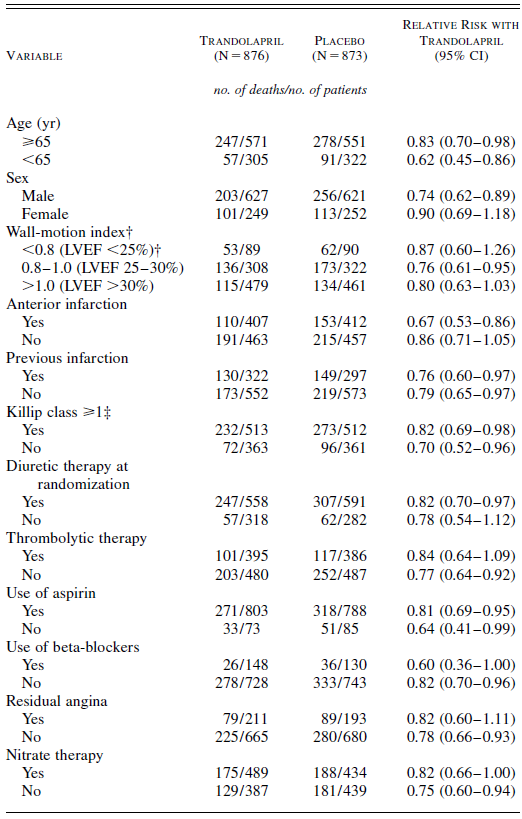 RELATIVE RISK WITH
TRANDOLAPRIL PLACEBO TRANDOLAPRIL
VARIABLE (N=876) (N=873) (95% CI)
no. of deaths/no. of patients
Age (yr)
≥65 247/571 278/551 0.83 (0.70–0.98)
<65 57/305 91/322 0.62 (0.45–0.86)
Sex
Male 203/627 256/621 0.74 (0.62–0.89)
Female 101/249 113/252 0.90 (0.69–1.18)
Wall-motion index†
<0.8 (LVEF <25%)† 53/89 62/90 0.87 (0.60–1.26)
0.8–1.0 (LVEF 25–30%) 136/308 173/322 0.76 (0.61–0.95)
>1.0 (LVEF >30%) 115/479 134/461 0.80 (0.63–1.03)
Anterior infarction
Yes 110/407 153/412 0.67 (0.53–0.86)
No 191/463 215/457 0.86 (0.71–1.05)
Previous infarction
Yes 130/322 149/297 0.76 (0.60–0.97)
No 173/552 219/573 0.79 (0.65–0.97)
Killip class ≥1‡
Yes 232/513 273/512 0.82 (0.69–0.98)
No 72/363 96/361 0.70 (0.52–0.96)
Diuretic therapy at
randomization
Yes 247/558 307/591 0.82 (0.70–0.97)
No 57/318 62/282 0.78 (0.54–1.12)
Thrombolytic therapy
Yes 101/395 117/386 0.84 (0.64–1.09)
No 203/480 252/487 0.77 (0.64–0.92)
Use of aspirin
Yes 271/803 318/788 0.81 (0.69–0.95)
No 33/73 51/85 0.64 (0.41–0.99)
Use of beta-blockers
Yes 26/148 36/130 0.60 (0.36–1.00)
No 278/728 333/743 0.82 (0.70–0.96)
Residual angina
Yes 79/211 89/193 0.82 (0.60–1.11)
No 225/665 280/680 0.78 (0.66–0.93)
Nitrate therapy
Yes 175/489 188/434 0.82 (0.66–1.00)
No 129/387 181/439 0.75 (0.60–0.94)